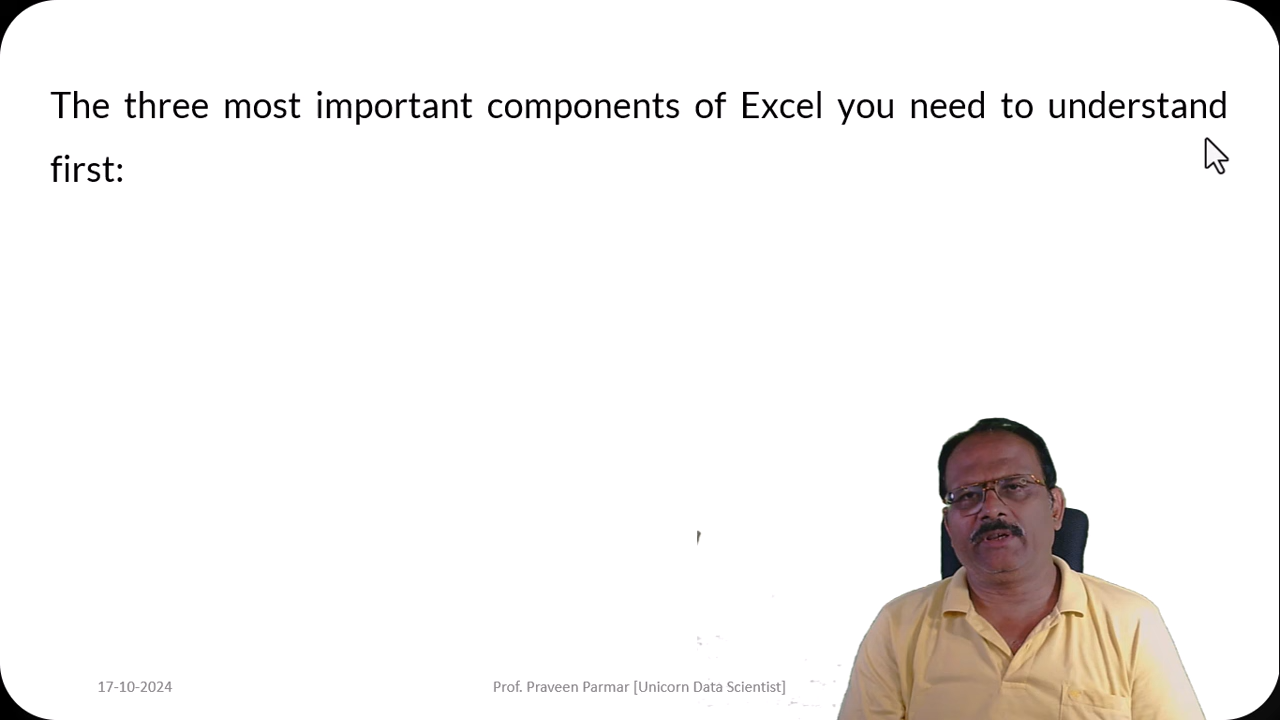 The three most important components of Excel you need to understand
first:
17-10-2024
Prof. Praveen Parmar [Unicorn Data Scientist]